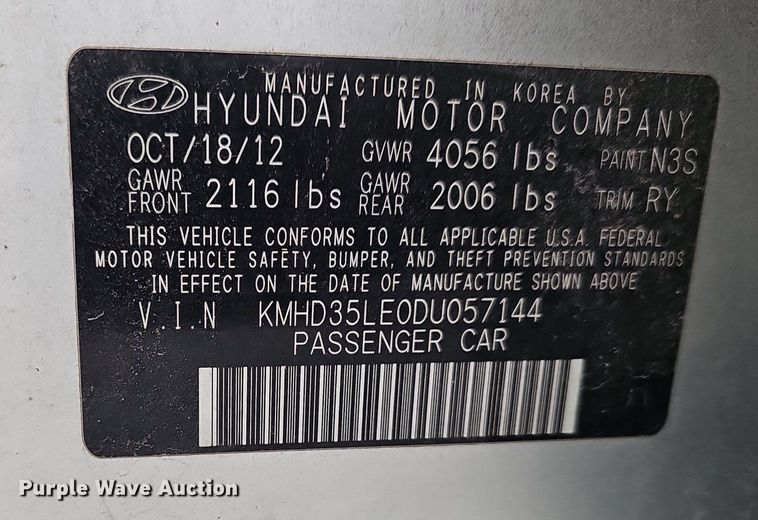 MANUFACTURED IN KOREA BY
HYUNDAI MOTOR COMPANY
OCT/18/12 GVWR 4056 lbs PAINT N3S
GAWR FRONT 2116 lbs GAWR REAR 2006 lbs TRIM RY
THIS VEHICLE CONFORMS TO ALL APPLICABLE U.S.A. FEDERAL
MOTOR VEHICLE SAFETY, BUMPER, AND THEFT PREVENTION STANDARDS
IN EFFECT ON THE DATE OF MANUFACTURE SHOWN ABOVE
V.I.N KMHD35LE0DU057144
PASSENGER CAR
Purple Wave Auction